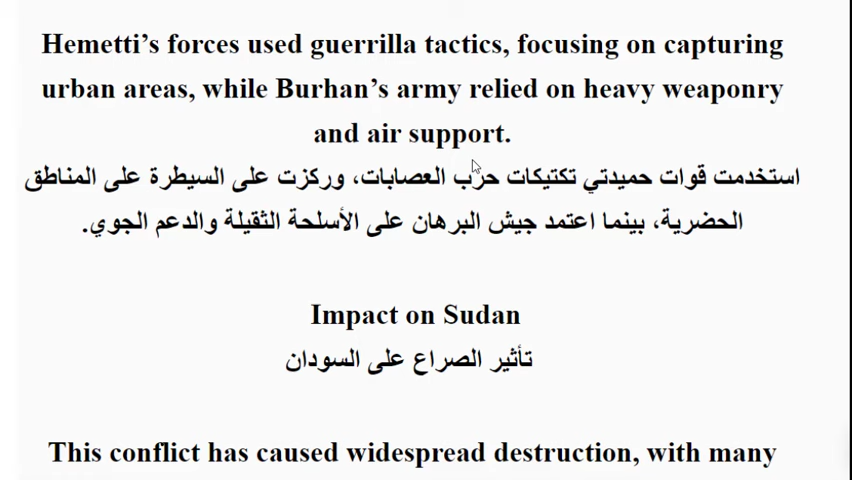 Hemetti’s forces used guerrilla tactics, focusing on capturing
urban areas, while Burhan’s army relied on heavy weaponry
and air support.
استخدمت قوات حميدتي تكتيكات حرب العصابات، وركزت على السيطرة على المناطق
الحضرية، بينما اعتمد جيش البرهان على الأسلحة الثقيلة والدعم الجوي.
Impact on Sudan
تأثير الصراع على السودان
This conflict has caused widespread destruction, with many